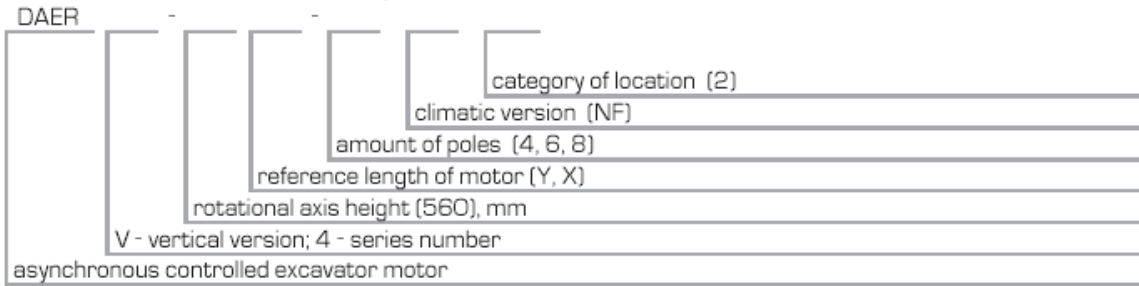 DAER - -
category of location (2)
climatic version (NF)
amount of poles (4, 6, 8)
reference length of motor (Y, X)
rotational axis height (560), mm
V - vertical version; 4 - series number
asynchronous controlled excavator motor